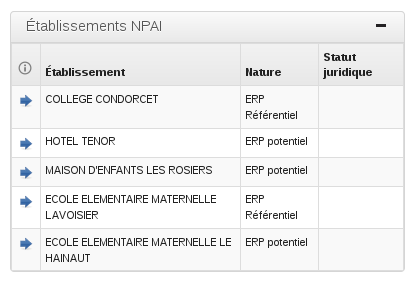 Établissements NPAI
Établissement Nature Statut
juridique
COLLEGE CONDORCET ERP
Référentiel
HOTEL TENOR ERP potentiel
MAISON D'ENFANTS LES ROSIERS ERP potentiel
ECOLE ELEMENTAIRE MATERNELLE ERP
LAVOISIER Référentiel
ECOLE ELEMENTAIRE MATERNELLE LE ERP potentiel
HAINAUT